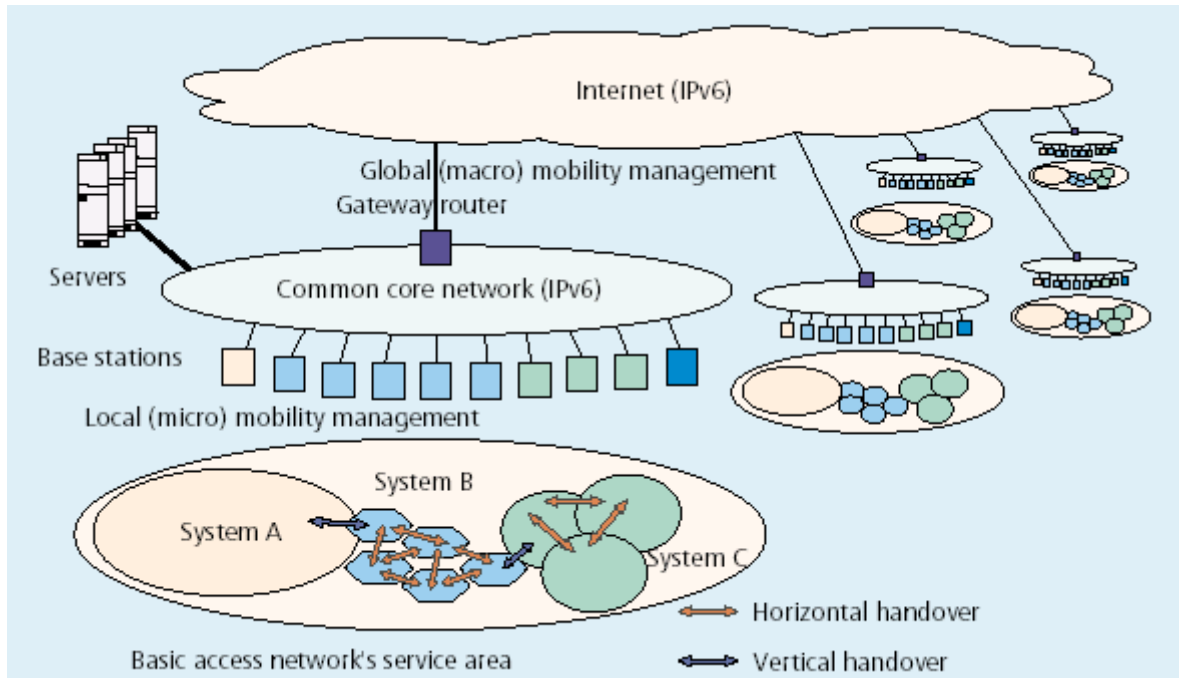 Internet (IPv6)
Global (macro) mobility management
Gateway router
Servers
Common core network (IPv6)
Base stations
Local (micro) mobility management
System B
System A
System C
Horizontal handover
Basic access network's service area
Vertical handover